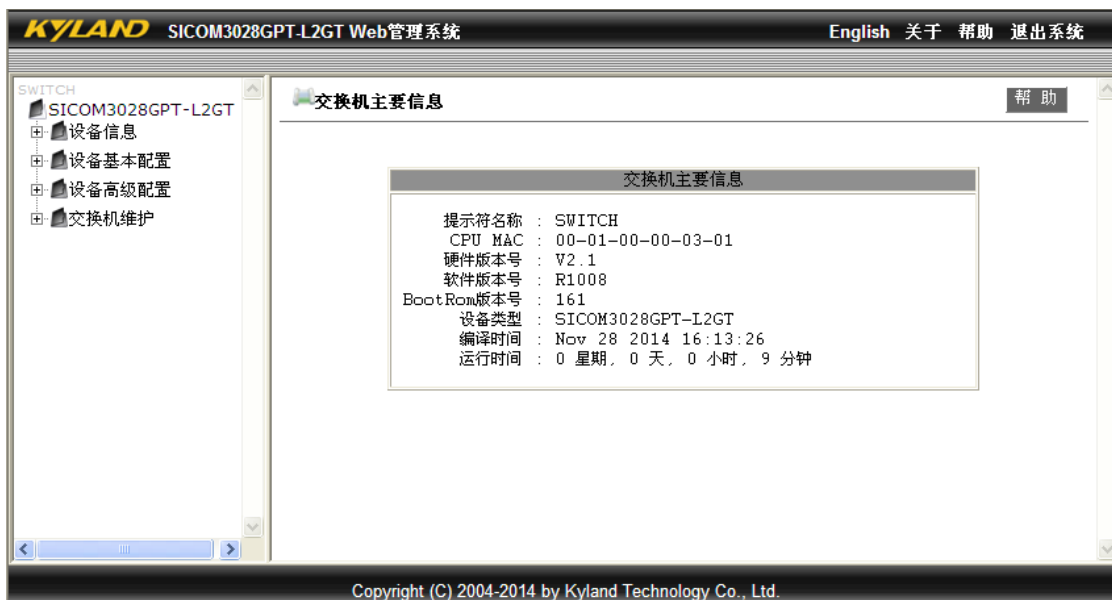 KYLAND SICOM3028GPT-L2GT Web管理系统 English 关于 帮助 退出系统
SWITCH
SICOM3028GPT-L2GT
设备信息
设备基本配置
设备高级配置
交换机维护
交换机主要信息 帮 助
交换机主要信息
提示符名称 : SWITCH
CPU MAC : 00-01-00-00-03-01
硬件版本号 : V2.1
软件版本号 : R1008
BootRom版本号 : 161
设备类型 : SICOM3028GPT-L2GT
编译时间 : Nov 28 2014 16:13:26
运行时间 : 0 星期, 0 天, 0 小时, 9 分钟
Copyright (C) 2004-2014 by Kyland Technology Co., Ltd.